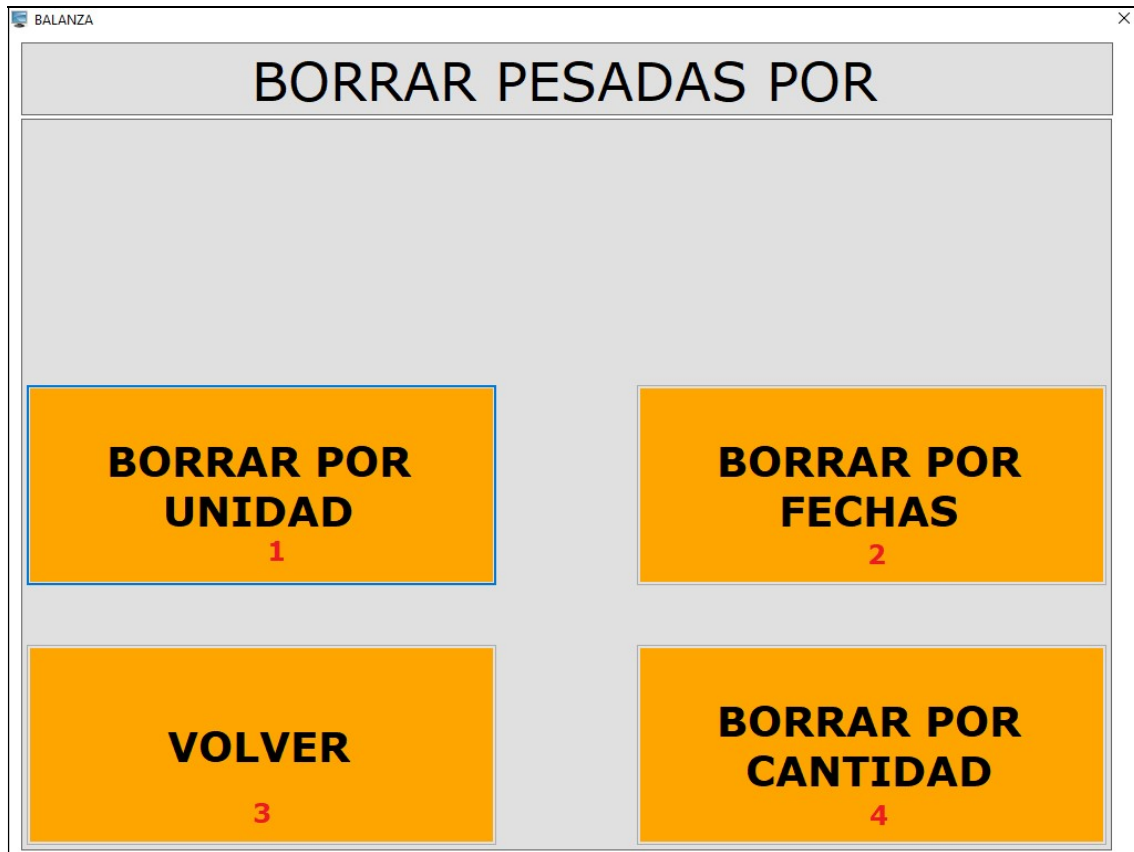 BALANZA
BORRAR PESADAS POR
BORRAR POR
UNIDAD
1
BORRAR POR
FECHAS
2
VOLVER
3
BORRAR POR
CANTIDAD
4